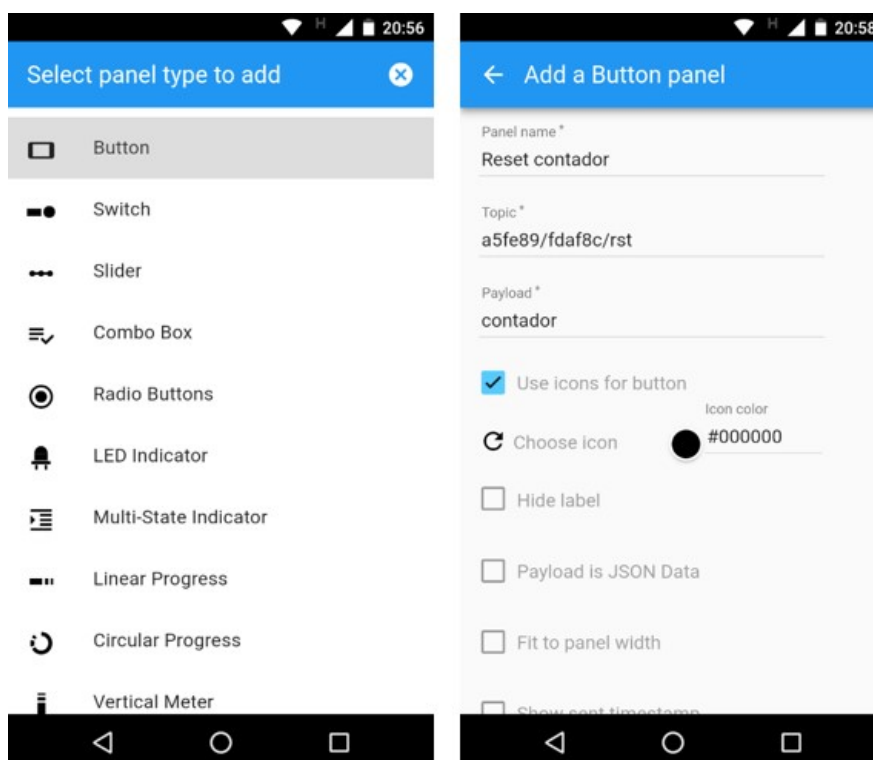 H 20:56
Select panel type to add
Button
Switch
Slider
Combo Box
Radio Buttons
LED Indicator
Multi-State Indicator
Linear Progress
Circular Progress
Vertical Meter
H 20:58
Add a Button panel
Panel name *
Reset contador
Topic *
a5fe89/fdaf8c/rst
Payload *
contador
Use icons for button
Icon color
Choose icon #000000
Hide label
Payload is JSON Data
Fit to panel width
Show sent timestamp